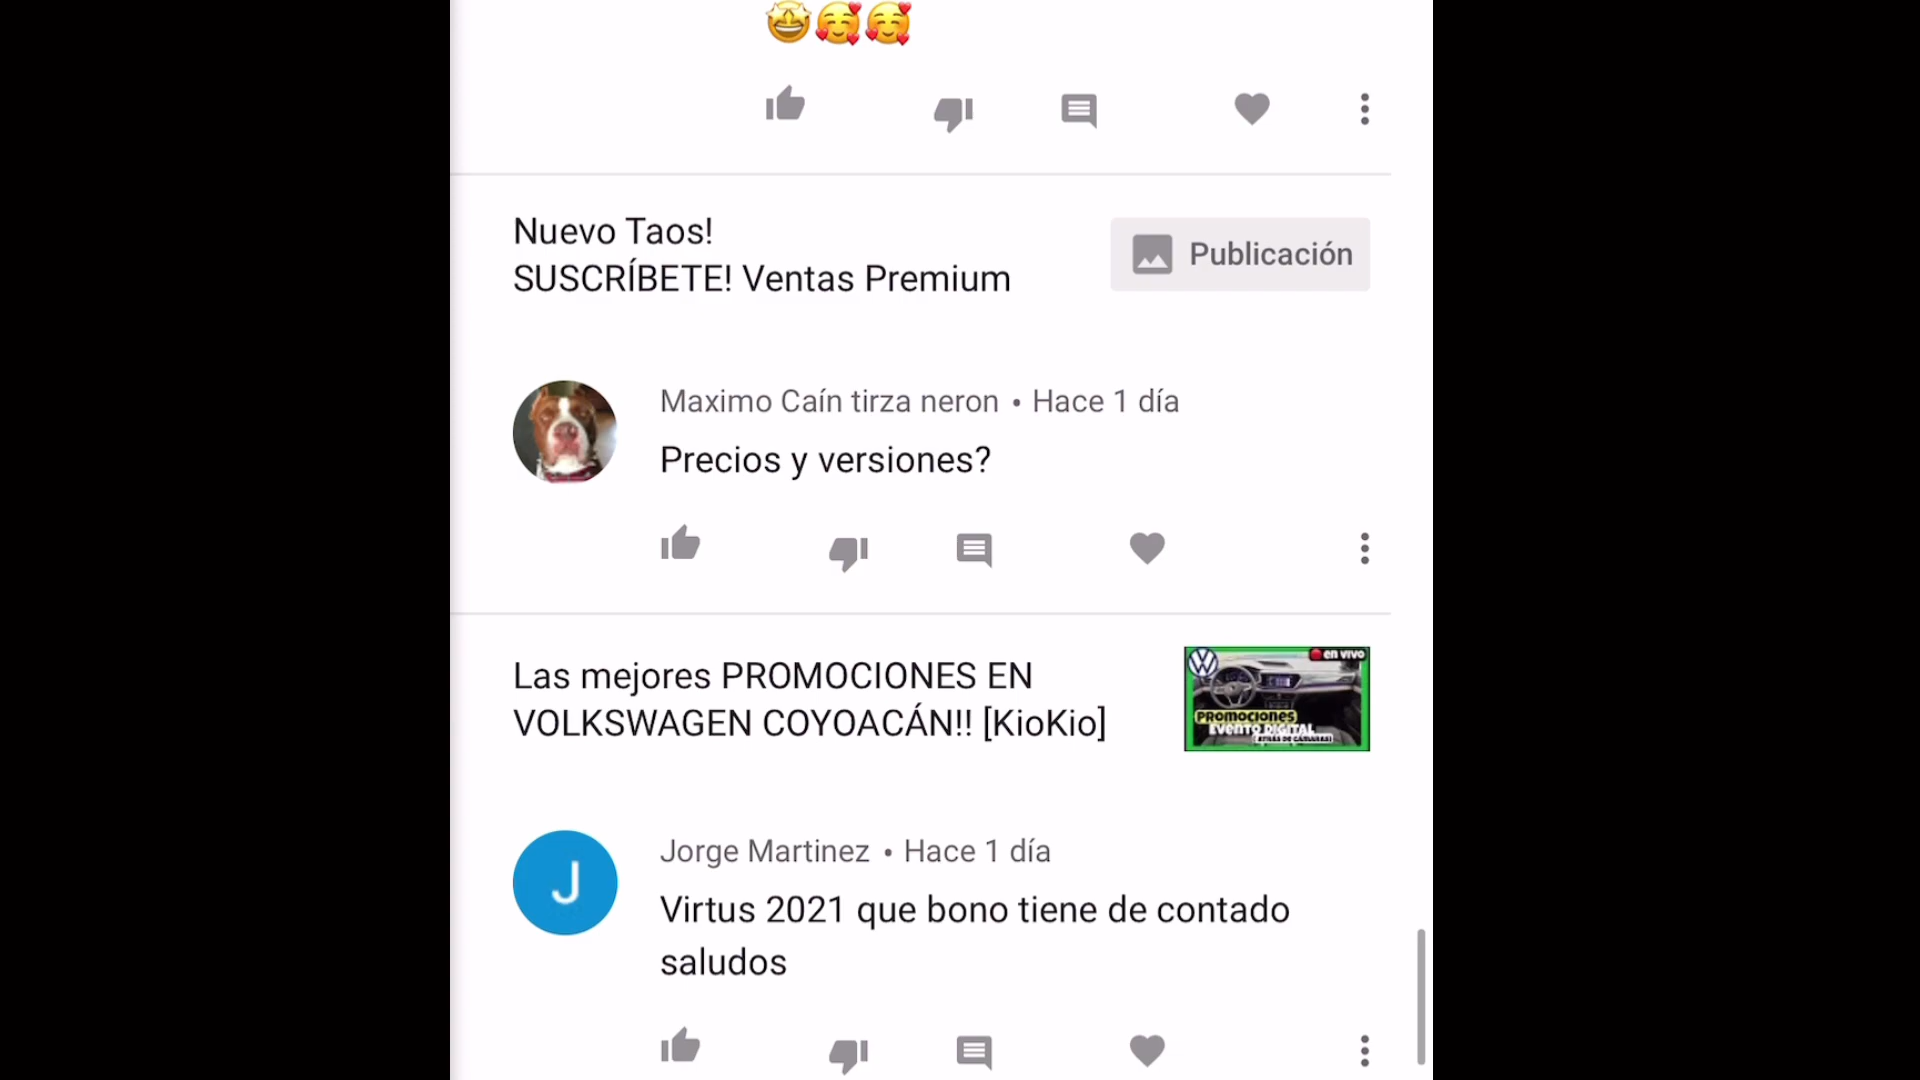 Nuevo Taos!
SUSCRÍBETE! Ventas Premium
Publicación
Maximo Caín tirza neron • Hace 1 día
Precios y versiones?
Las mejores PROMOCIONES EN
VOLKSWAGEN COYOACÁN!! [KioKio]
en vivo
PROMOCIONES
EVENTO DIGITAL
J
Jorge Martinez • Hace 1 día
Virtus 2021 que bono tiene de contado
saludos